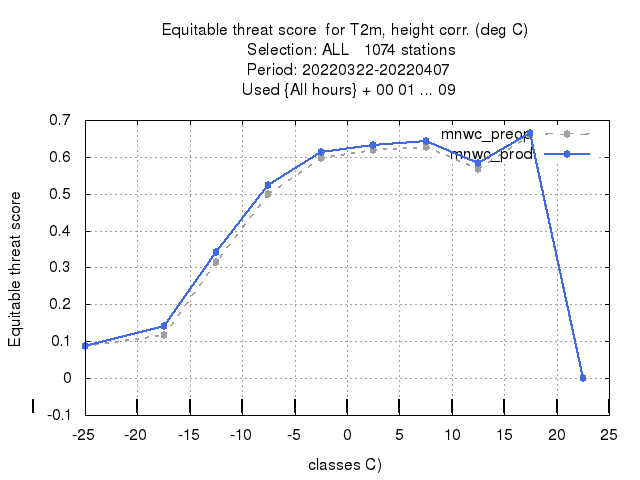 Equitable threat score  for T2m, height corr. (deg C)
Selection: ALL   1074 stations
Period: 20220322-20220407
Used {All hours} + 00 01 ... 09
0.7
0.6
0.5
0.4
0.3
0.2
0.1
0
-0.1
Equitable threat score
mnwc_preop
mnwc_prod
-25 -20 -15 -10 -5 0 5 10 15 20 25
classes C)